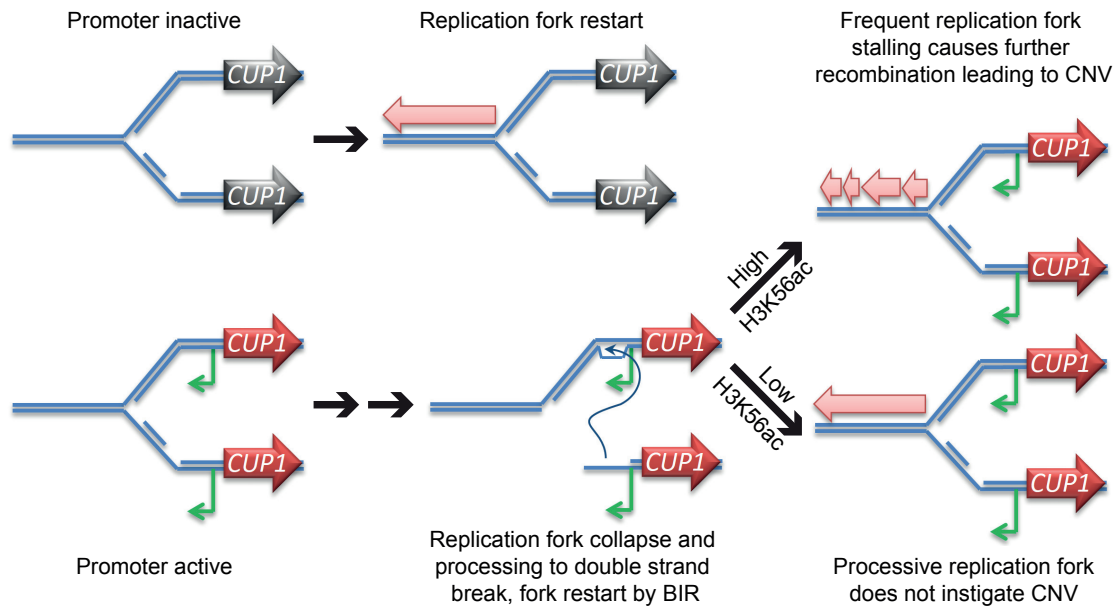 Promoter inactive
CUP1
CUP1
Replication fork restart
CUP1
CUP1
Frequent replication fork
stalling causes further
recombination leading to CNV
CUP1
CUP1
High
H3K56ac
CUP1
CUP1
Promoter active
CUP1
CUP1
Replication fork collapse and
processing to double strand
break, fork restart by BIR
Low
H3K56ac
CUP1
CUP1
Processive replication fork
does not instigate CNV